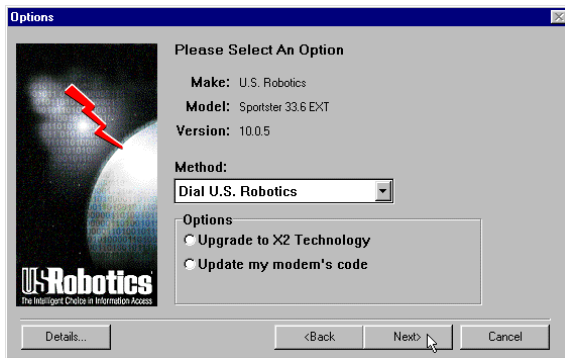 Options
Please Select An Option
Make: U.S. Robotics
Model: Sportster 33.6 EXT
Version: 10.0.5
Method:
Dial U.S. Robotics
Options
Upgrade to X2 Technology
Update my modem's code
USRobotics
The Intelligent Choice in Information Access
Details...
<Back
Next>
Cancel